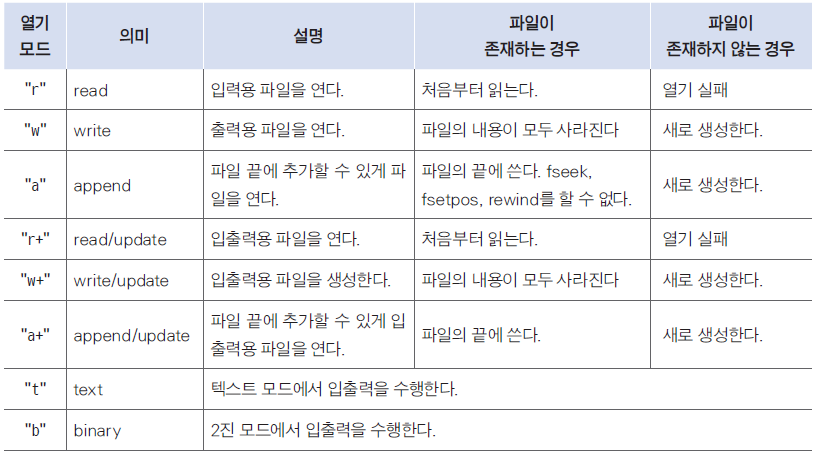 열기 모드 의미 설명 파일이 존재하는 경우 파일이 존재하지 않는 경우
"r" read 입력용 파일을 연다. 처음부터 읽는다. 열기 실패
"w" write 출력용 파일을 연다. 파일의 내용이 모두 사라진다 새로 생성한다.
"a" append 파일 끝에 추가할 수 있게 파일을 연다. 파일의 끝에 쓴다. fseek, fsetpos, rewind를 할 수 없다. 새로 생성한다.
"r+" read/update 입출력용 파일을 연다. 처음부터 읽는다. 열기 실패
"w+" write/update 입출력용 파일을 생성한다. 파일의 내용이 모두 사라진다 새로 생성한다.
"a+" append/update 파일 끝에 추가할 수 있게 입출력용 파일을 연다. 파일의 끝에 쓴다. 새로 생성한다.
"t" text 텍스트 모드에서 입출력을 수행한다.
"b" binary 2진 모드에서 입출력을 수행한다.